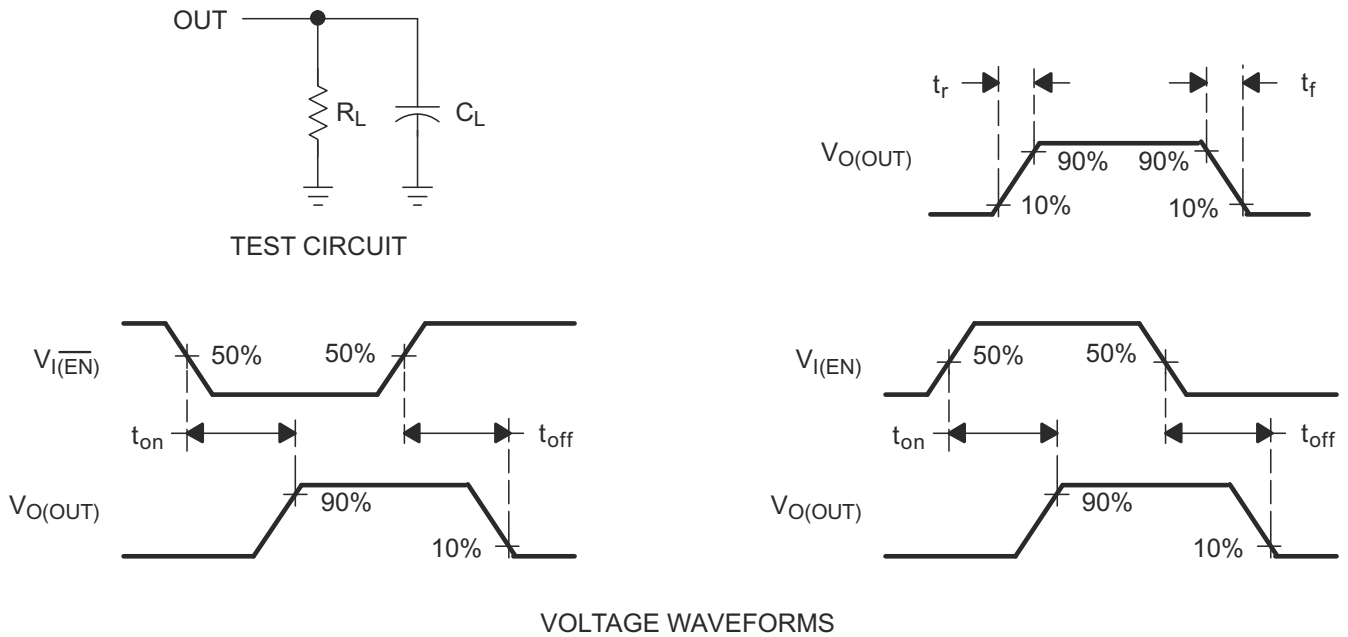 OUT
R_L
C_L
TEST CIRCUIT
t_r
t_f
V_O(OUT)
90%
90%
10%
10%
V_I(E̅N̅)
50%
50%
t_on
t_off
V_O(OUT)
90%
10%
V_I(EN)
50%
50%
t_on
t_off
V_O(OUT)
90%
10%
VOLTAGE WAVEFORMS